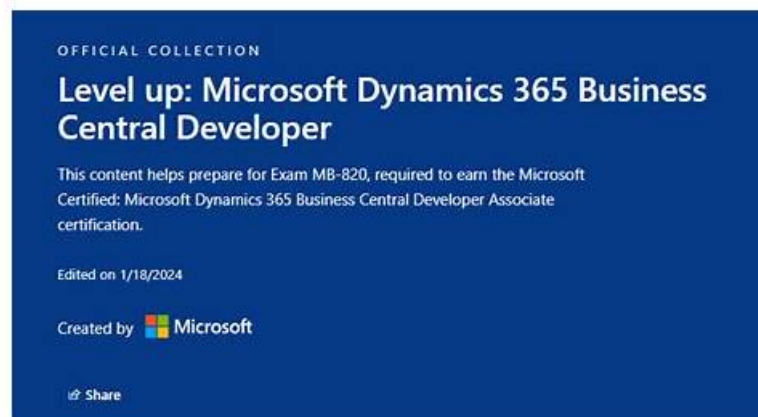 OFFICIAL COLLECTION
Level up: Microsoft Dynamics 365 Business
Central Developer
This content helps prepare for Exam MB-820, required to earn the Microsoft
Certified: Microsoft Dynamics 365 Business Central Developer Associate
certification.
Edited on 1/18/2024
Created by Microsoft
Share